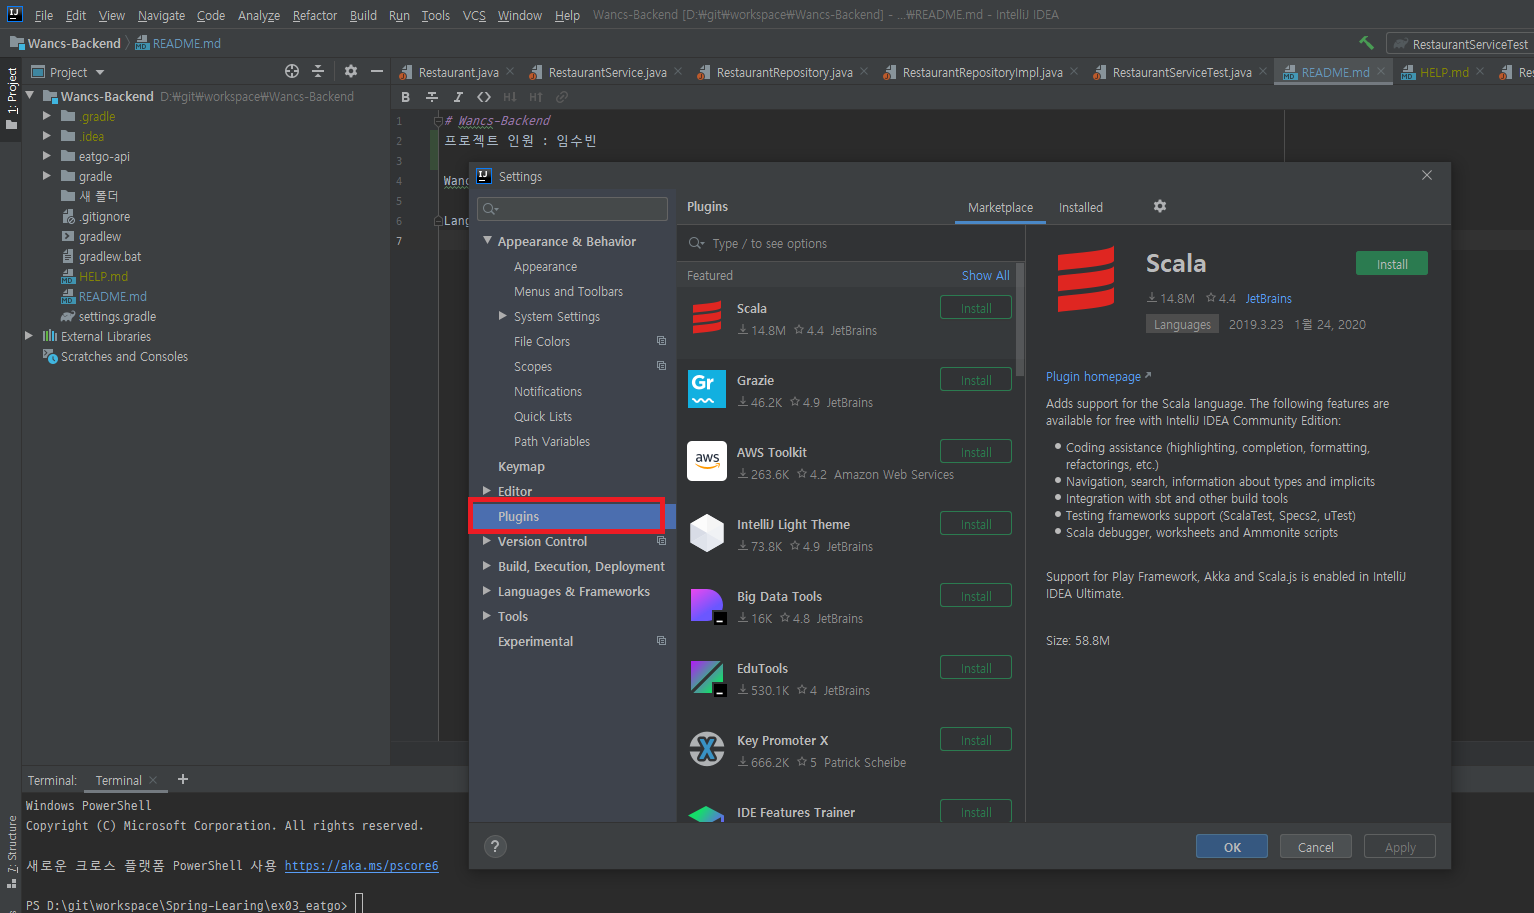 File Edit View Navigate Code Analyze Refactor Build Run Tools VCS Window Help Wancs-Backend [D:₩git₩workspace₩Wancs-Backend] - ...₩README.md - IntelliJ IDEA
Wancs-Backend README.md
RestaurantServiceTest
1: Project
Project
Restaurant.java RestaurantService.java RestaurantRepository.java RestaurantRepositoryImpl.java RestaurantServiceTest.java README.md HELP.md Res
Wancs-Backend D:₩git₩workspace₩Wancs-Backend
.gradle
.idea
eatgo-api
gradle
새 폴더
.gitignore
gradlew
gradlew.bat
HELP.md
README.md
settings.gradle
External Libraries
Scratches and Consoles
B I H↓ H↑
1 # Wancs-Backend
2 프로젝트 인원 : 임수빈
3
4 Wanc
5
6 Lang
7
Settings
Appearance & Behavior
Appearance
Menus and Toolbars
System Settings
File Colors
Scopes
Notifications
Quick Lists
Path Variables
Keymap
Editor
Plugins
Version Control
Build, Execution, Deployment
Languages & Frameworks
Tools
Experimental
Plugins Marketplace Installed
Type / to see options
Featured Show All
Scala Install
14.8M 4.4 JetBrains
Gr
Grazie Install
46.2K 4.9 JetBrains
aws
AWS Toolkit Install
263.6K 4.2 Amazon Web Services
IntelliJ Light Theme Install
73.8K 4.9 JetBrains
Big Data Tools Install
16K 4.8 JetBrains
EduTools Install
530.1K 4 JetBrains
Key Promoter X Install
666.2K 5 Patrick Scheibe
IDE Features Trainer Install
Scala Install
14.8M 4.4 JetBrains
Languages 2019.3.23 1월 24, 2020
Plugin homepage
Adds support for the Scala language. The following features are
available for free with IntelliJ IDEA Community Edition:
Coding assistance (highlighting, completion, formatting,
refactorings, etc.)
Navigation, search, information about types and implicits
Integration with sbt and other build tools
Testing frameworks support (ScalaTest, Specs2, uTest)
Scala debugger, worksheets and Ammonite scripts
Support for Play Framework, Akka and Scala.js is enabled in IntelliJ
IDEA Ultimate.
Size: 58.8M
? OK Cancel Apply
Terminal: Terminal +
7: Structure
Windows PowerShell
Copyright (C) Microsoft Corporation. All rights reserved.
새로운 크로스 플랫폼 PowerShell 사용 https://aka.ms/pscore6
PS D:\git\workspace\Spring-Learing\ex03_eatgo>